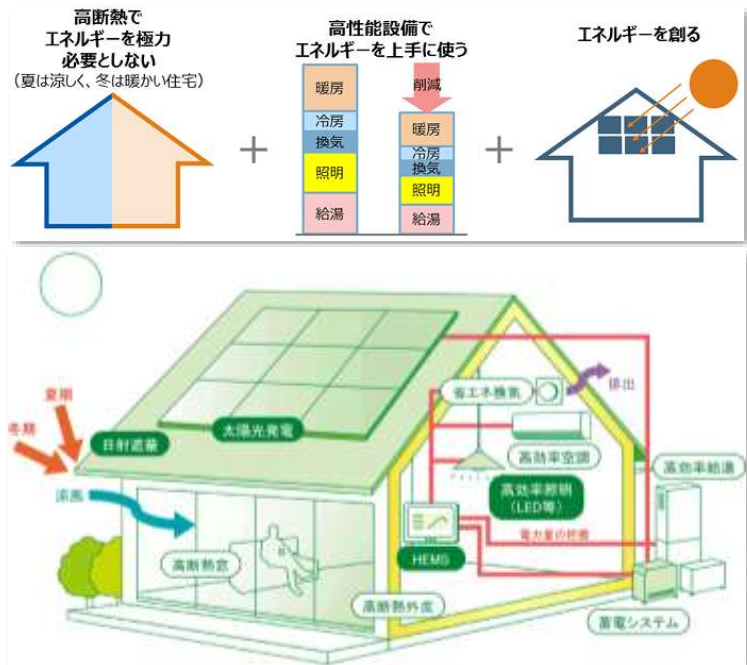 高断熱で
エネルギーを極力
必要としない
（夏は涼しく、冬は暖かい住宅）
高性能設備で
エネルギーを上手に使う
エネルギーを創る
暖房
冷房
換気
照明
給湯
削減
暖房
冷房
換気
照明
給湯
夏期
冬期
日射遮蔽
太陽光発電
涼風
高断熱窓
省エネ換気
排出
高効率空調
高効率給湯
高効率照明
（LED等）
電力量の把握
HEMS
高断熱外皮
蓄電システム